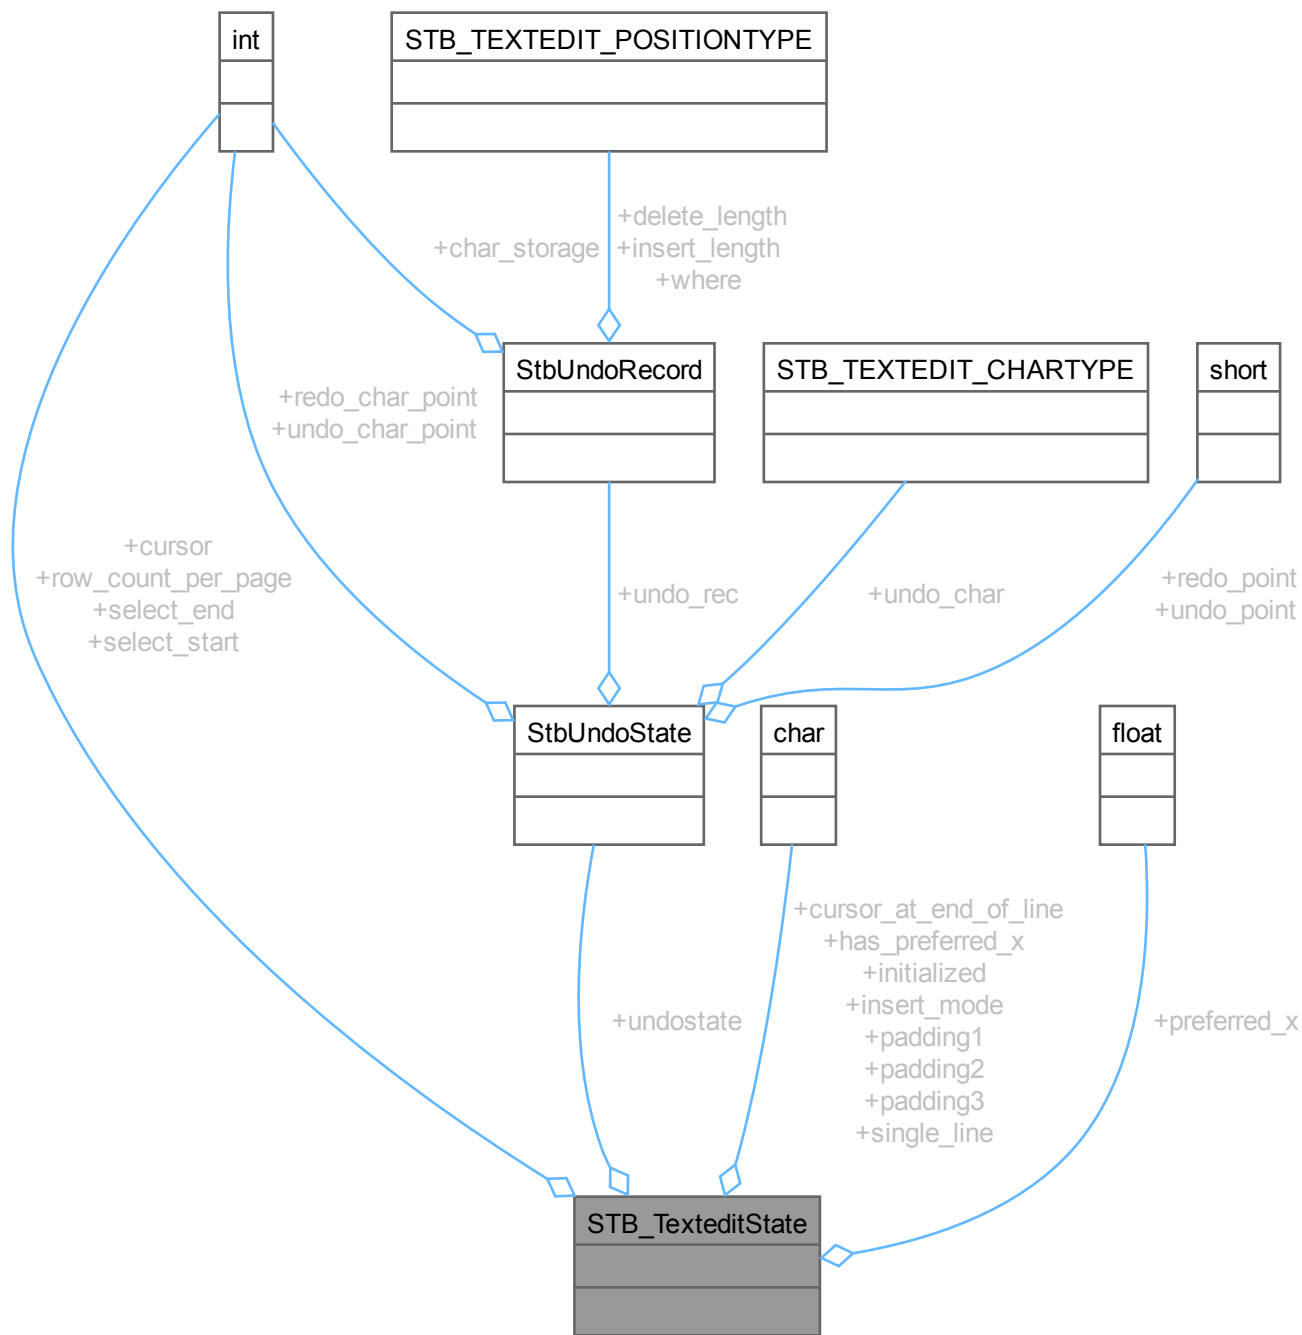 int
STB_TEXTEDIT_POSITIONTYPE
+delete_length
+insert_length
+where
+char_storage
StbUndoRecord
STB_TEXTEDIT_CHARTYPE
short
+redo_char_point
+undo_char_point
+cursor
+row_count_per_page
+select_end
+select_start
+undo_rec
+undo_char
+redo_point
+undo_point
StbUndoState
char
float
+cursor_at_end_of_line
+has_preferred_x
+initialized
+insert_mode
+padding1
+padding2
+padding3
+single_line
+undostate
+preferred_x
STB_TexteditState